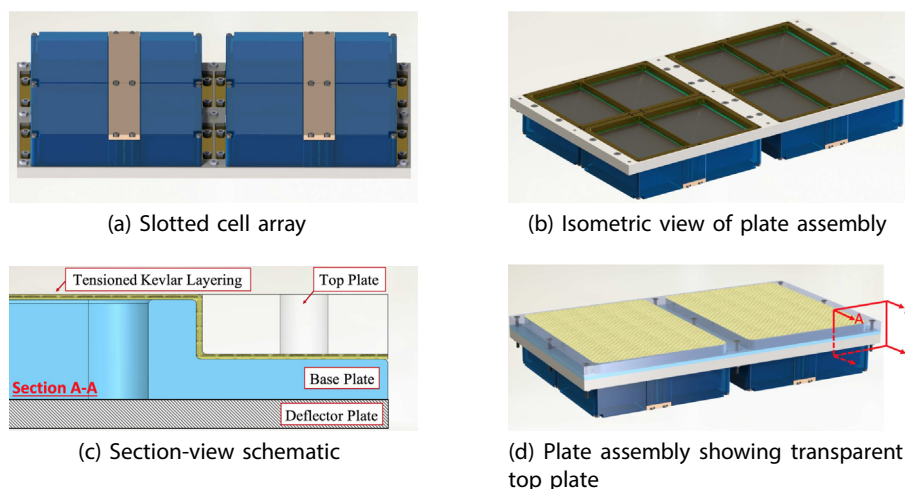 (a) Slotted cell array
(b) Isometric view of plate assembly
Tensioned Kevlar Layering
Top Plate
Section A-A
Base Plate
Deflector Plate
(c) Section-view schematic
A
(d) Plate assembly showing transparent
top plate